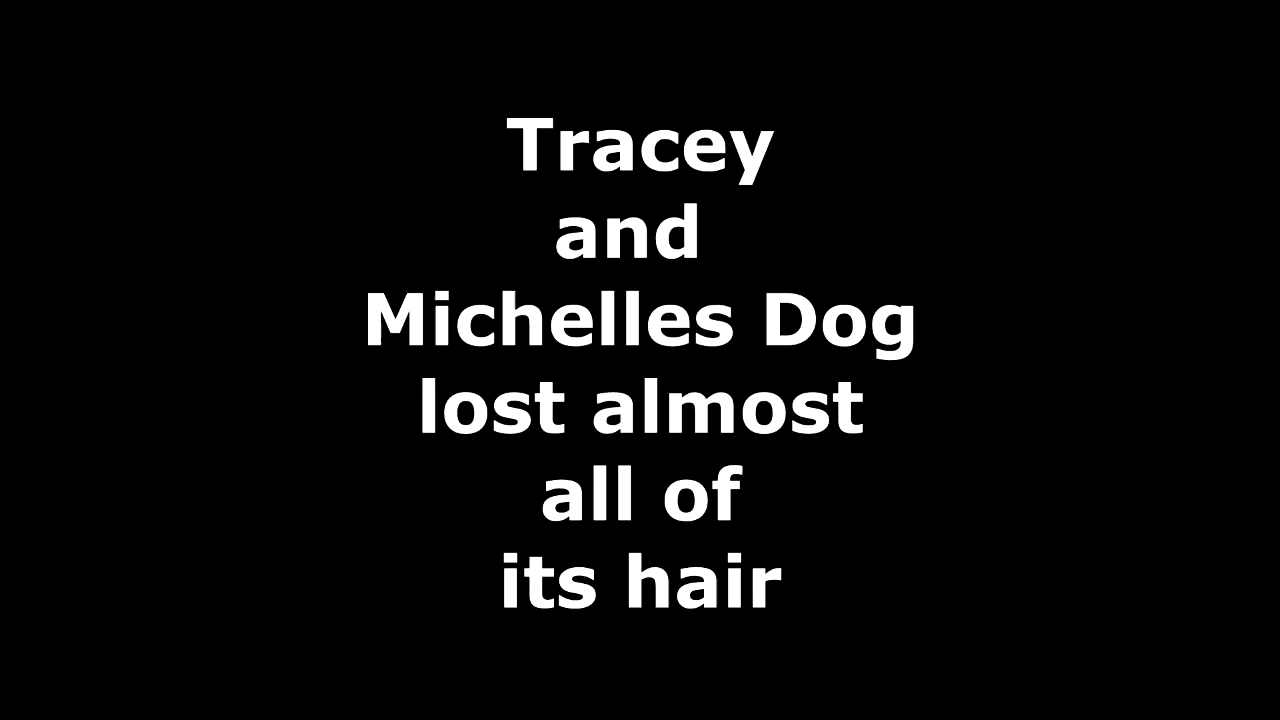 Tracey
and
Michelles Dog
lost almost
all of
its hair